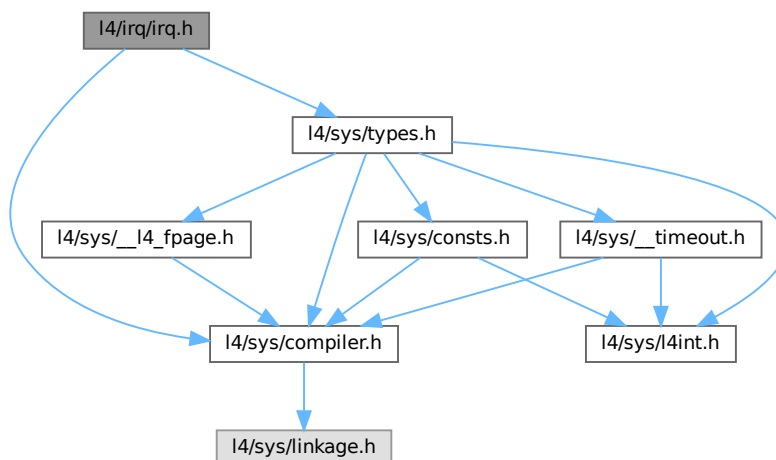 l4/irq/irq.h
l4/sys/types.h
l4/sys/__l4_fpage.h
l4/sys/consts.h
l4/sys/__timeout.h
l4/sys/compiler.h
l4/sys/l4int.h
l4/sys/linkage.h